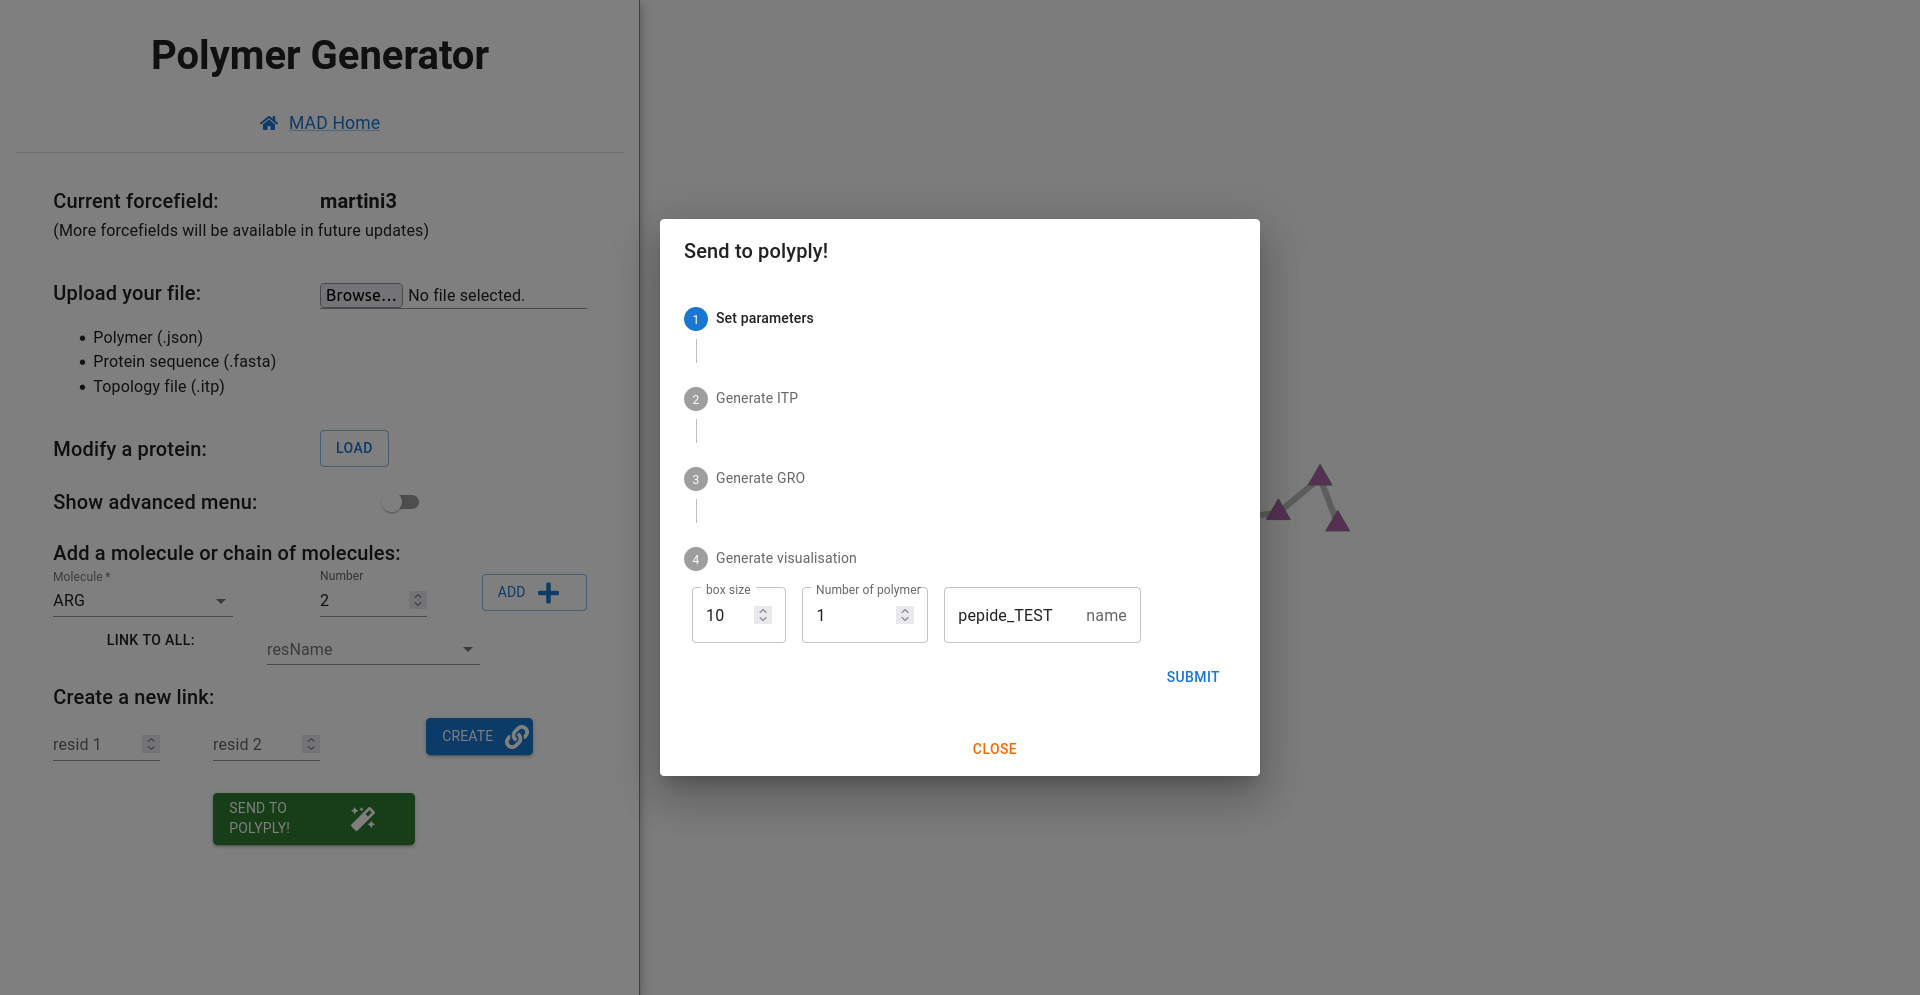 Polymer Generator
MAD Home
Current forcefield: martini3
(More forcefields will be available in future updates)
Upload your file: Browse... No file selected.
• Polymer (.json)
• Protein sequence (.fasta)
• Topology file (.itp)
Modify a protein: LOAD
Show advanced menu:
Add a molecule or chain of molecules:
Molecule * Number
ARG 2 ADD
LINK TO ALL: resName
Create a new link:
resid 1 resid 2 CREATE
SEND TO
POLYPLY!
Send to polyply!
1 Set parameters
2 Generate ITP
3 Generate GRO
4 Generate visualisation
box size Number of polymer
10 1 pepide_TEST name
SUBMIT
CLOSE